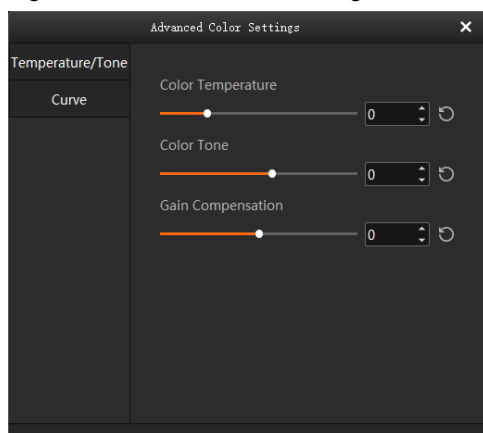 Advanced Color Settings
Temperature/Tone
Curve
Color Temperature
0
Color Tone
0
Gain Compensation
0